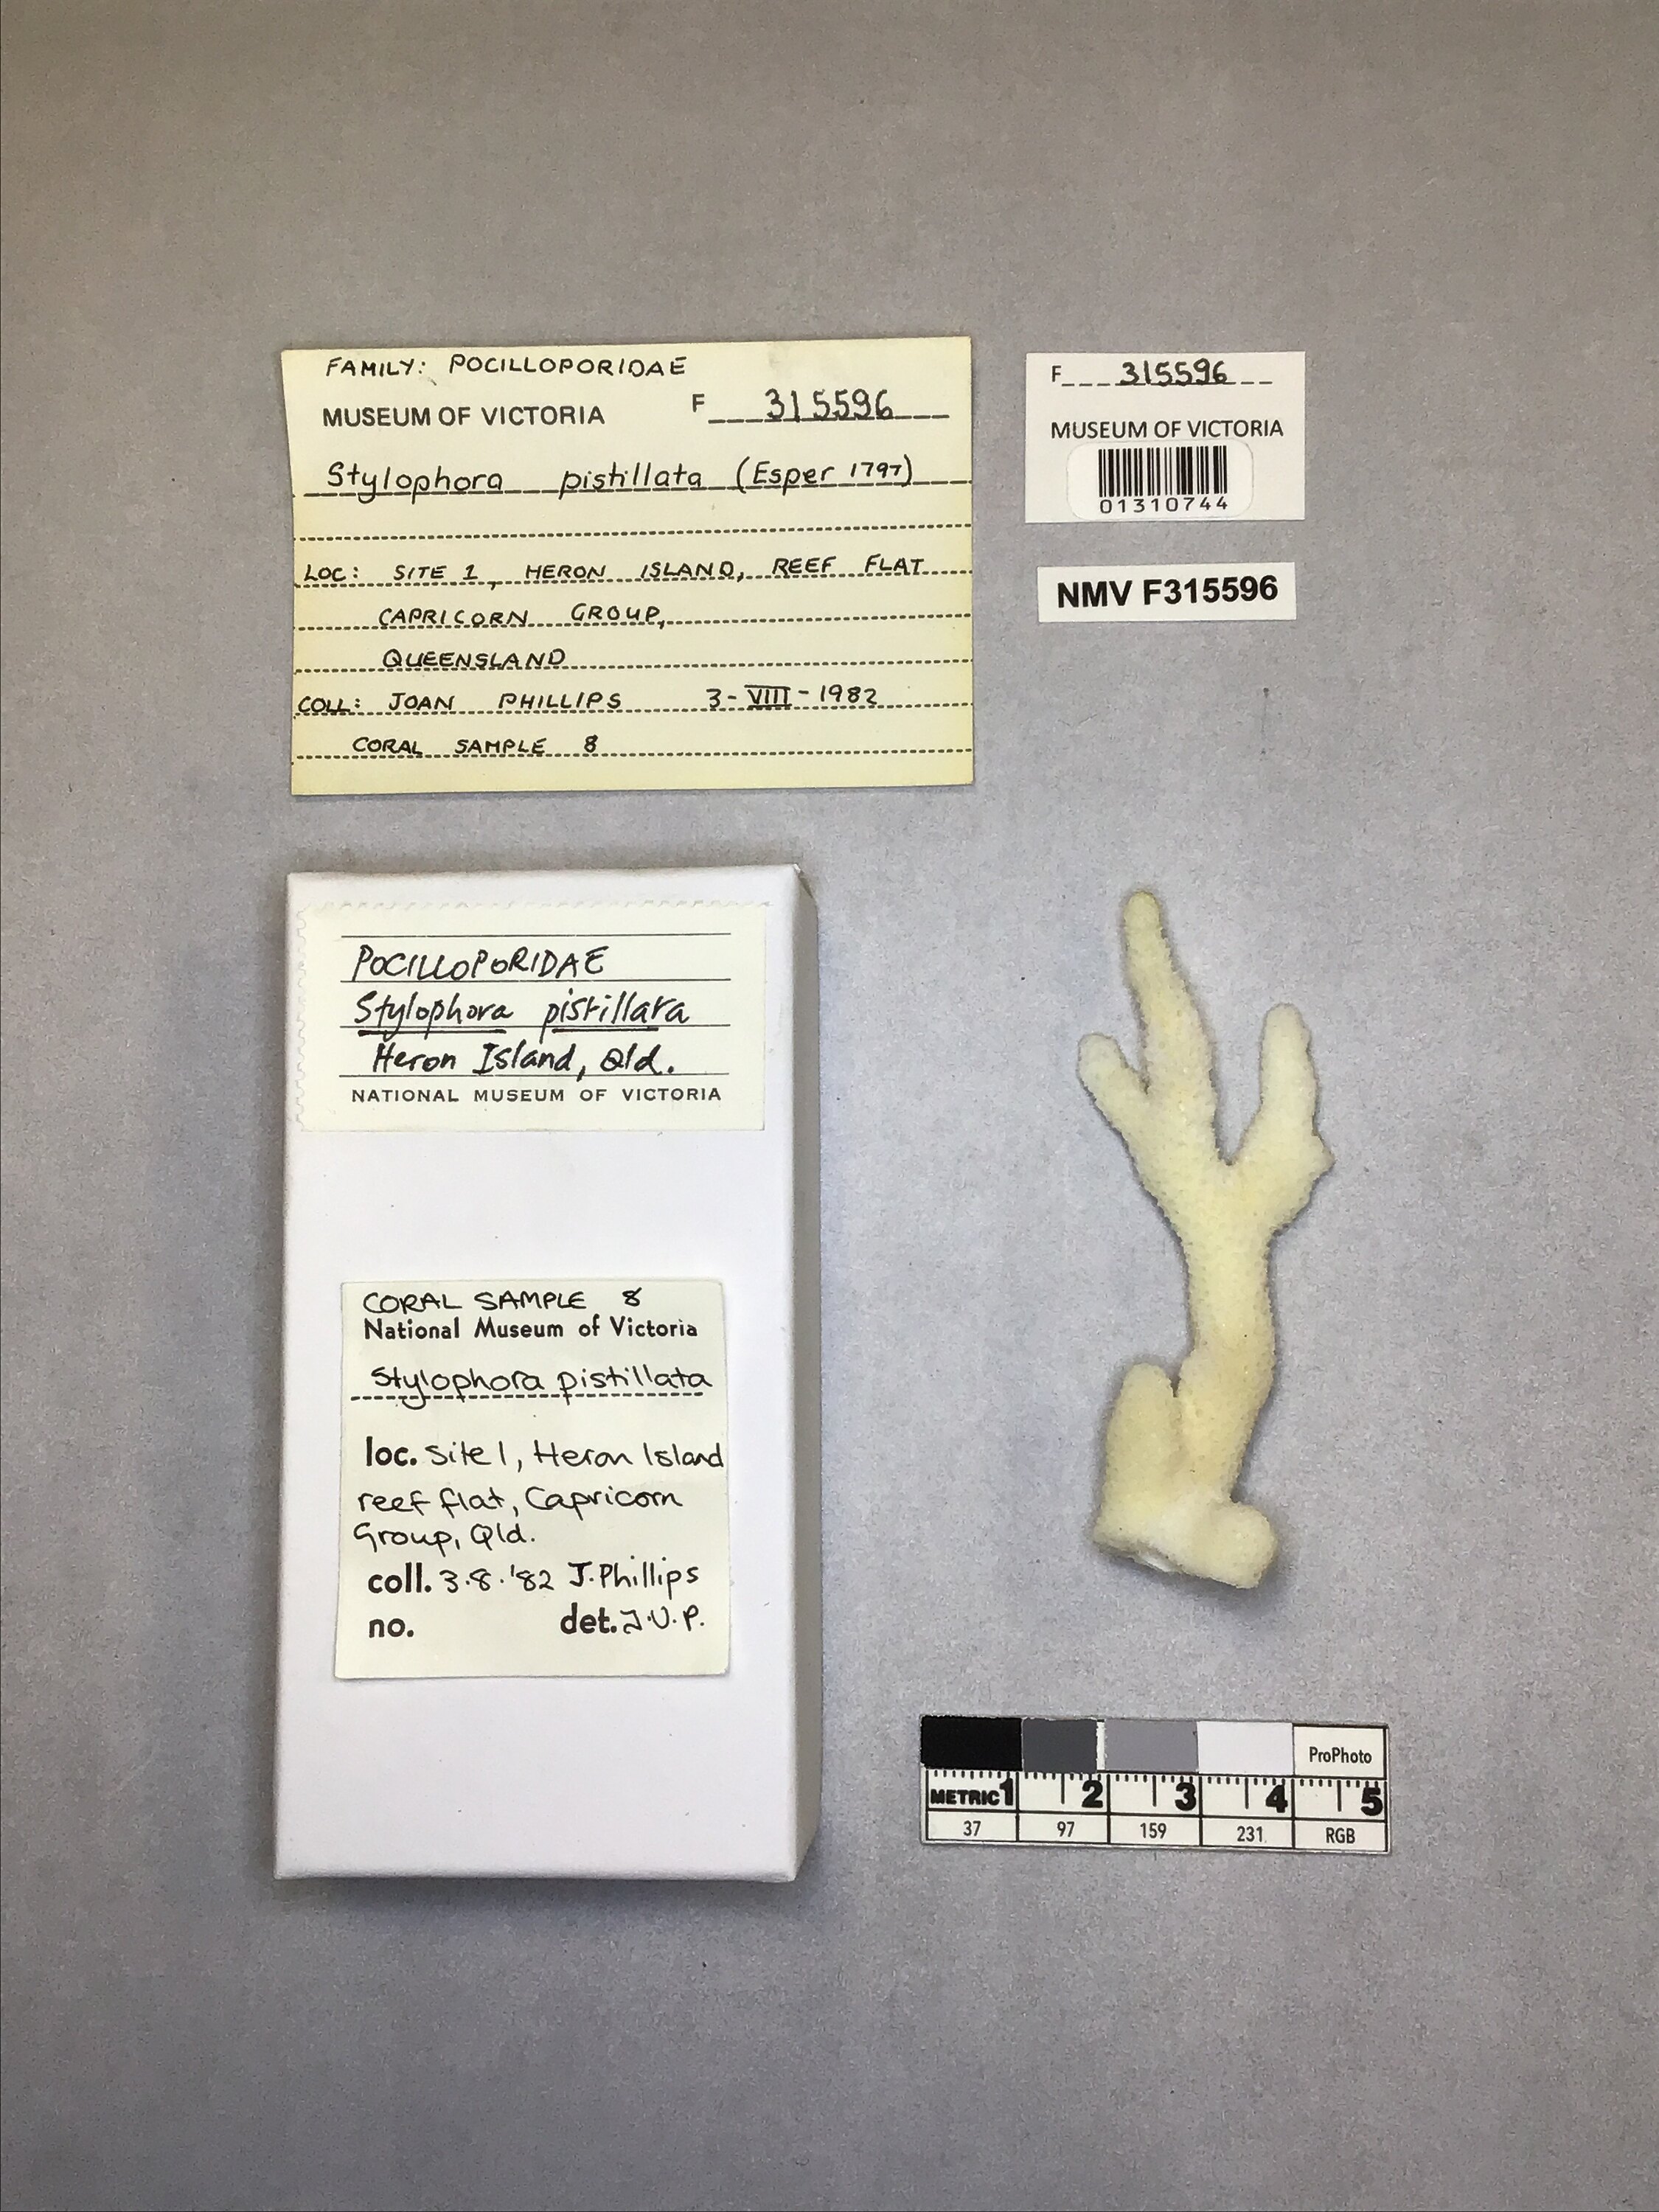 FAMILY: POCILLOPORIDAE
MUSEUM OF VICTORIA F 315596
Stylophora pistillata (Esper 1797)
LOC: SITE 1, HERON ISLAND, REEF FLAT
CAPRICORN GROUP,
QUEENSLAND
COLL: JOAN PHILLIPS 3-VIII-1982
CORAL SAMPLE 8
F 315596
MUSEUM OF VICTORIA
01310744
NMV F315596
POCILLOPORIDAE
Stylophora pistillata
Heron Island, Qld.
NATIONAL MUSEUM OF VICTORIA
CORAL SAMPLE 8
National Museum of Victoria
Stylophora pistillata
loc. Site 1, Heron Island
reef flat, Capricorn
Group, Qld.
coll. 3.8.'82 J. Phillips
no. det. J.V.P.
ProPhoto
METRIC 1 2 3 4 5
37 97 159 231 RGB